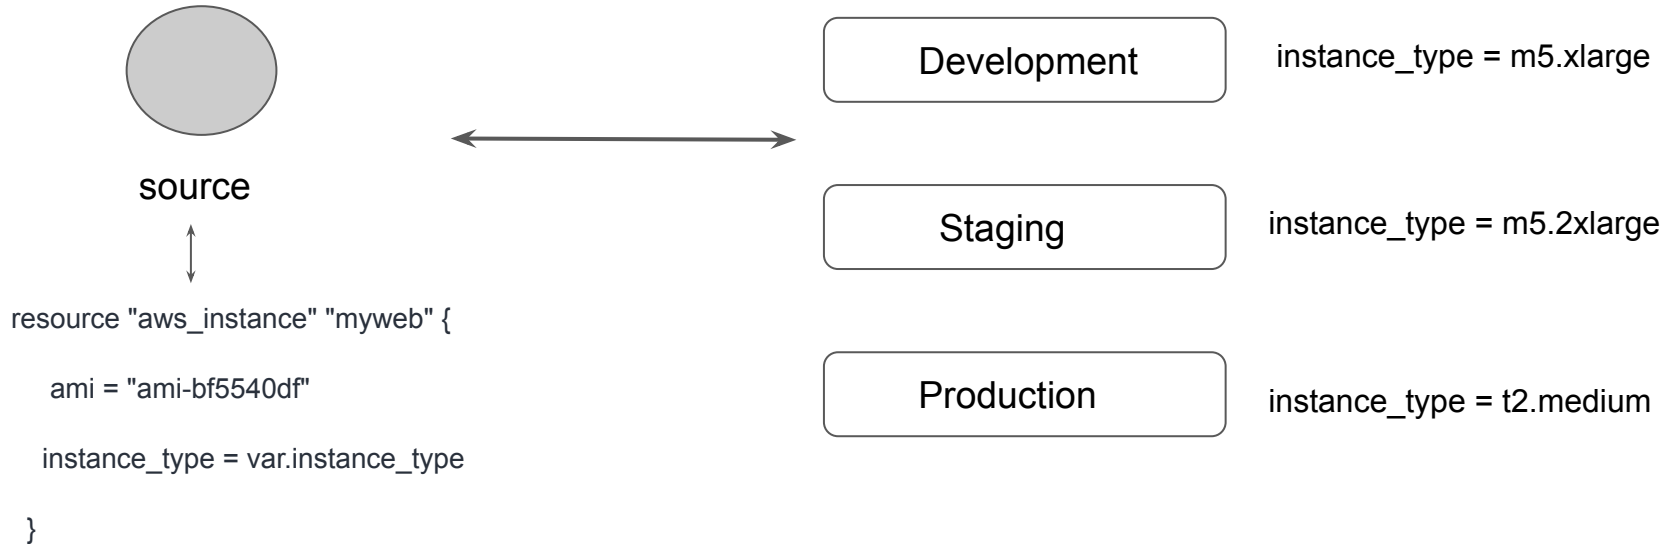 source
resource "aws_instance" "myweb" {
ami = "ami-bf5540df"
instance_type = var.instance_type
}
Development
instance_type = m5.xlarge
Staging
instance_type = m5.2xlarge
Production
instance_type = t2.medium